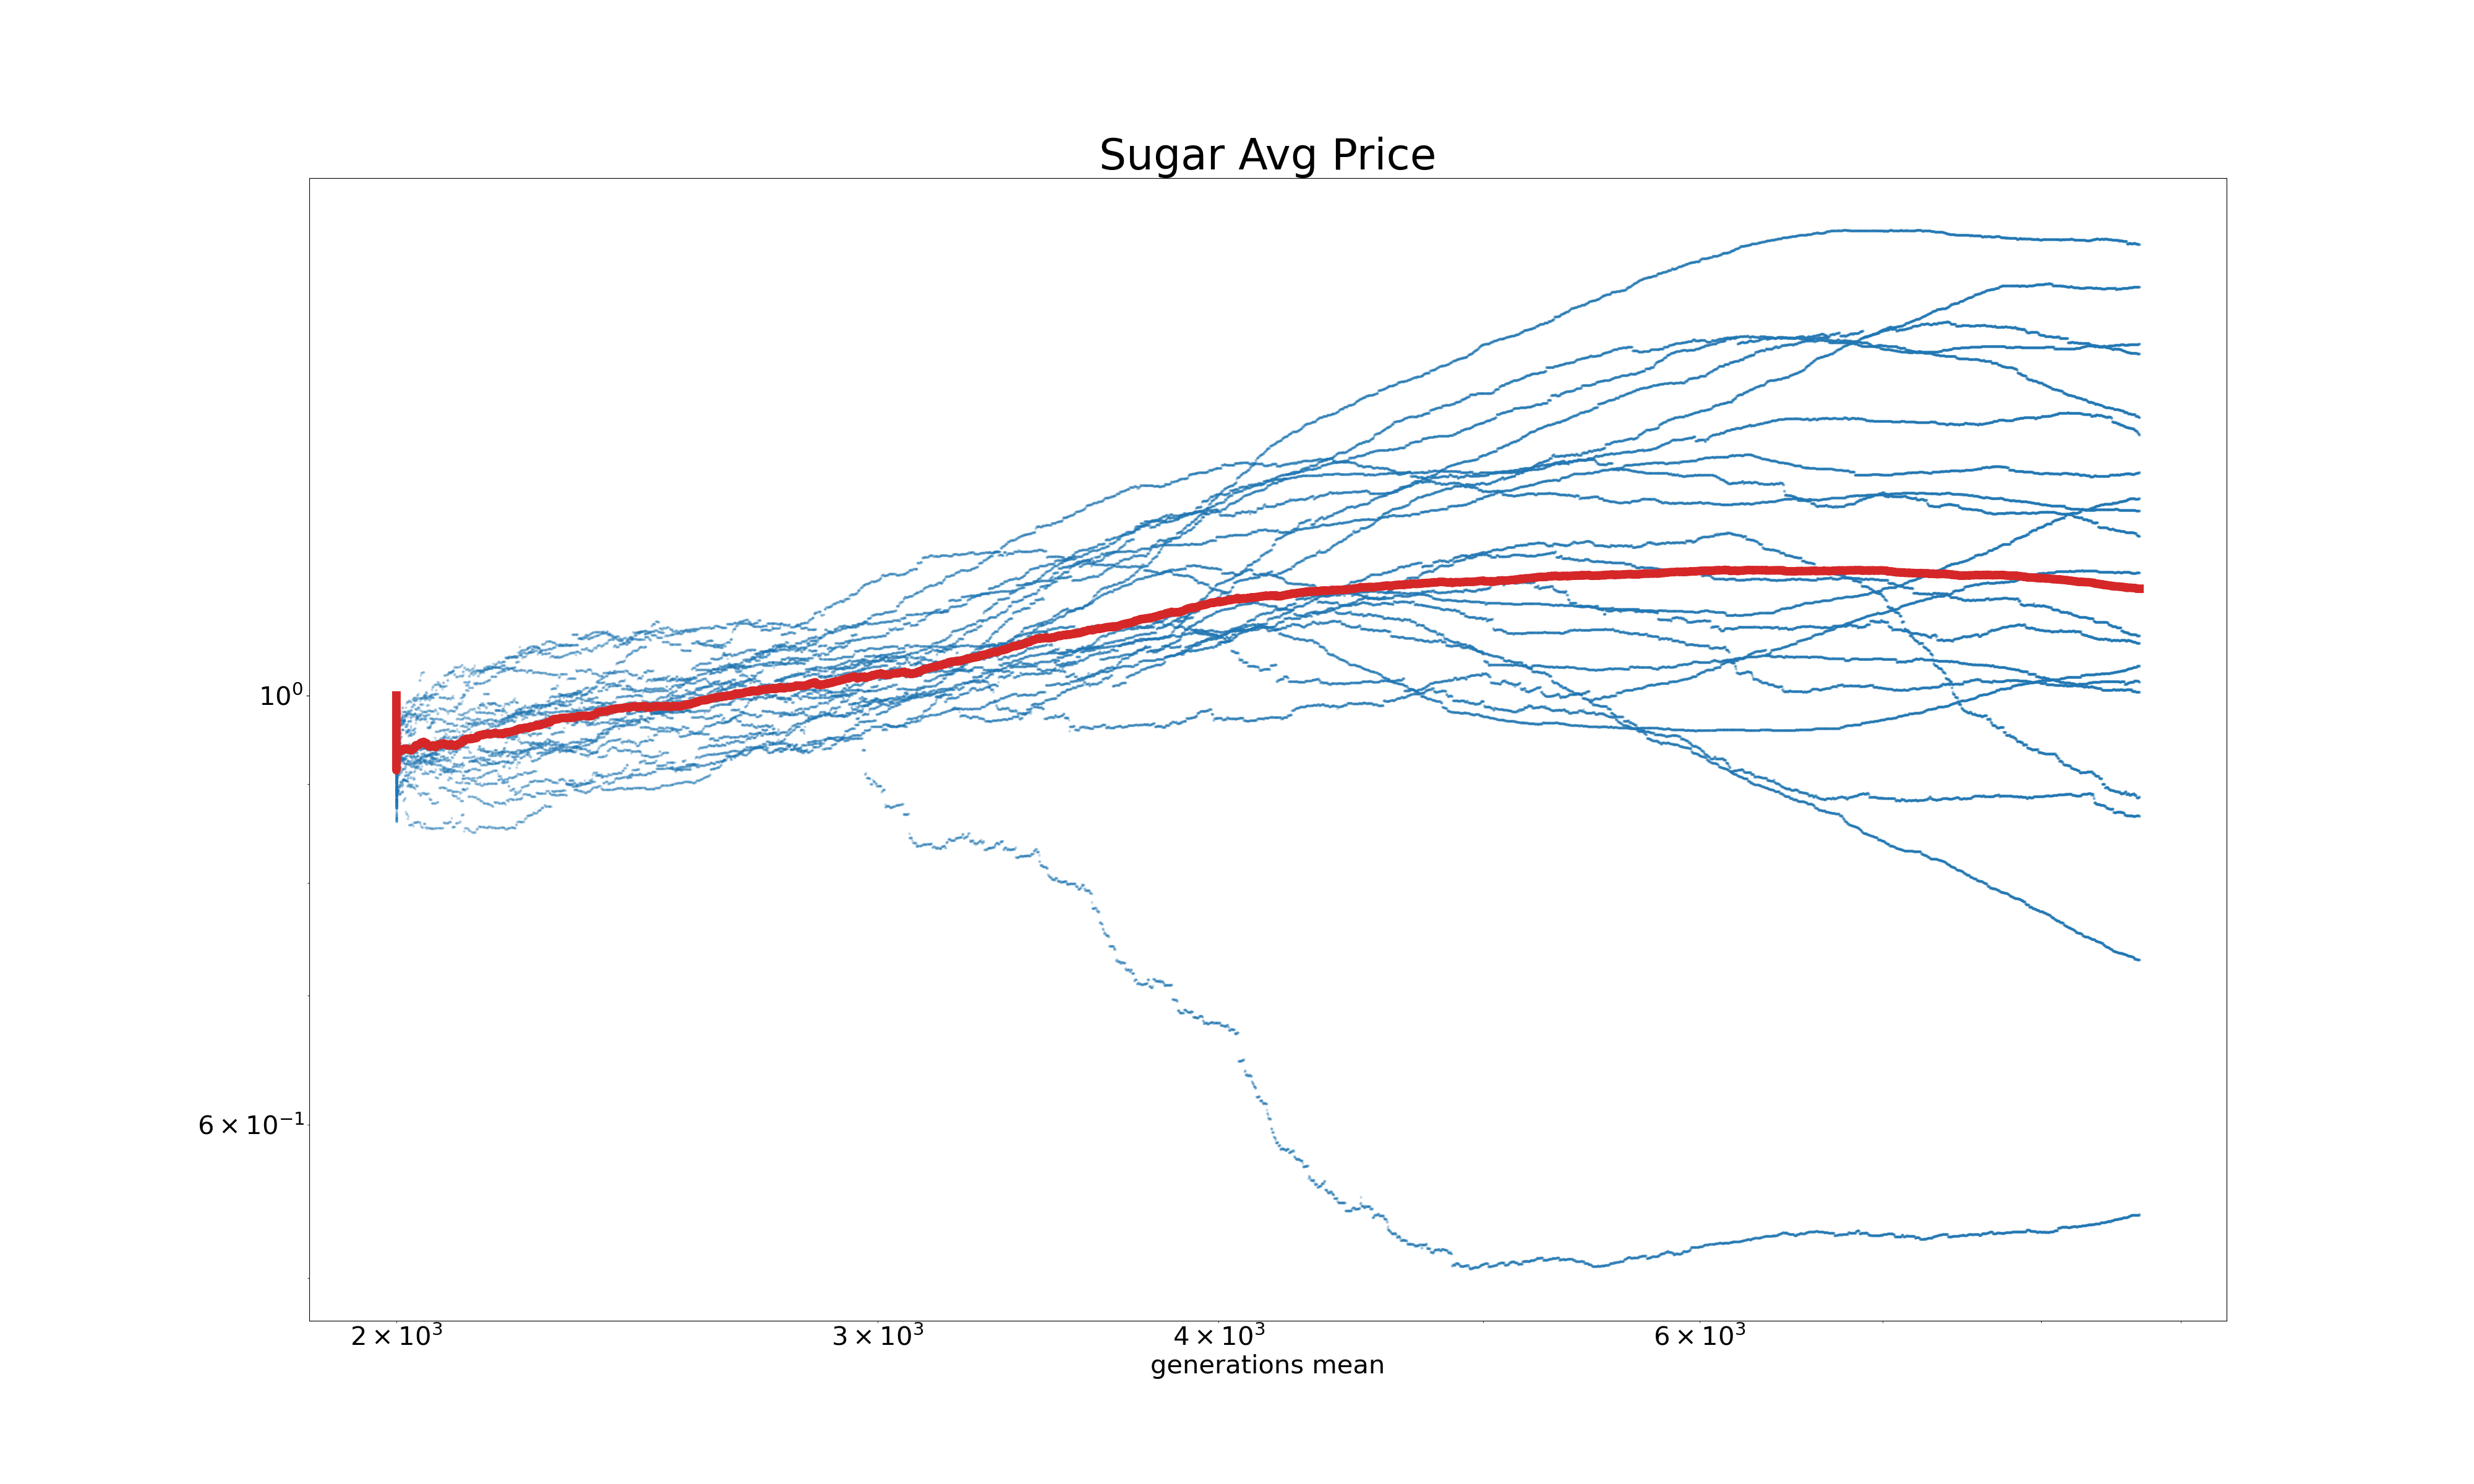 Sugar Avg Price
10⁰
6 × 10⁻¹
2 × 10³ 3 × 10³ 4 × 10³ 6 × 10³
generations mean